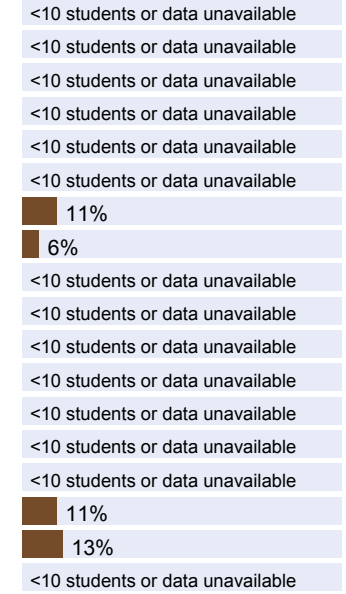 <10 students or data unavailable
<10 students or data unavailable
<10 students or data unavailable
<10 students or data unavailable
<10 students or data unavailable
<10 students or data unavailable
11%
6%
<10 students or data unavailable
<10 students or data unavailable
<10 students or data unavailable
<10 students or data unavailable
<10 students or data unavailable
<10 students or data unavailable
<10 students or data unavailable
11%
13%
<10 students or data unavailable